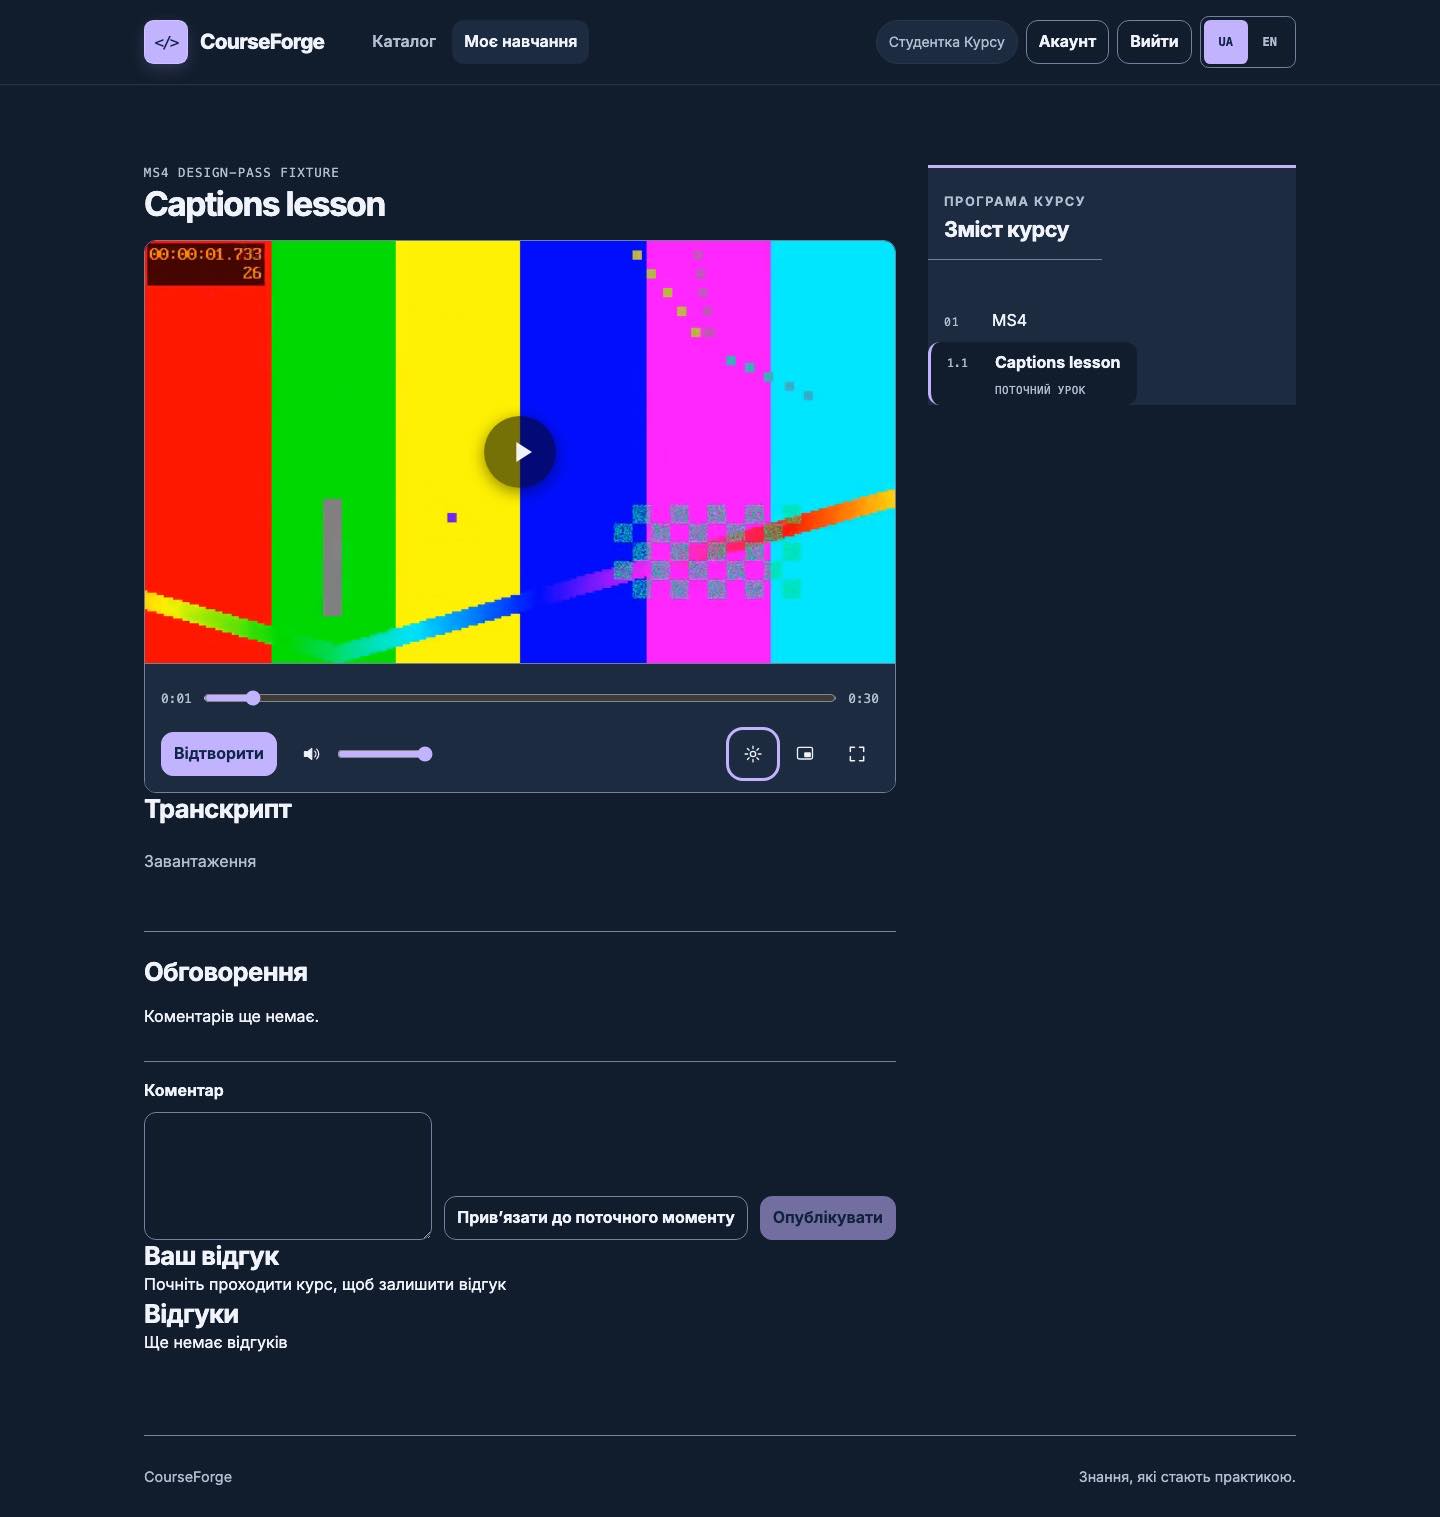 </> CourseForge Каталог Моє навчання Студентка Курсу Акаунт Вийти UA EN
MS4 DESIGN-PASS FIXTURE
Captions lesson
00:00:01.733
26
0:01 0:30
Відтворити
ПРОГРАМА КУРСУ
Зміст курсу
01 MS4
1.1 Captions lesson
ПОТОЧНИЙ УРОК
Транскрипт
Завантаження
Обговорення
Коментарів ще немає.
Коментар
Прив’язати до поточного моменту Опублікувати
Ваш відгук
Почніть проходити курс, щоб залишити відгук
Відгуки
Ще немає відгуків
CourseForge Знання, які стають практикою.